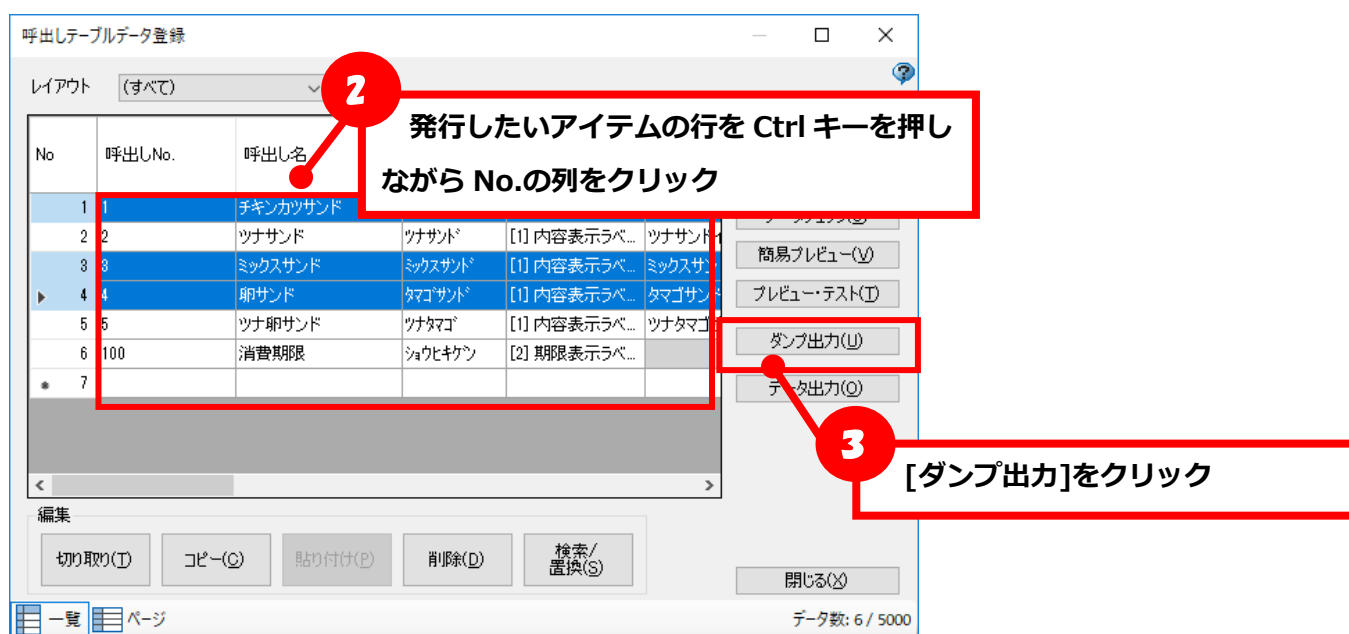 呼出しテーブルデータ登録
レイアウト (すべて)
2
発行したいアイテムの行を Ctrl キーを押し
ながら No.の列をクリック
No 呼出しNo. 呼出し名
1 1 チキンカツサンド
2 2 ツナサンド ﾂﾅｻﾝﾄﾞ [1] 内容表示ラベ... ツナサンド
3 3 ミックスサンド ﾐｯｸｽｻﾝﾄﾞ [1] 内容表示ラベ... ミックスサン
4 4 卵サンド ﾀﾏｺﾞｻﾝﾄﾞ [1] 内容表示ラベ... タマゴサンド
5 5 ツナ卵サンド ﾂﾅﾀﾏｺﾞ [1] 内容表示ラベ... ツナタマゴ
6 100 消費期限 ｼｮｳﾋｷｹﾞﾝ [2] 期限表示ラベ...
7
簡易プレビュー(V)
プレビュー・テスト(T)
ダンプ出力(U)
データ出力(O)
3
[ダンプ出力]をクリック
編集
切り取り(T) コピー(C) 貼り付け(P) 削除(D) 検索/
置換(S)
閉じる(X)
一覧 ページ データ数: 6 / 5000